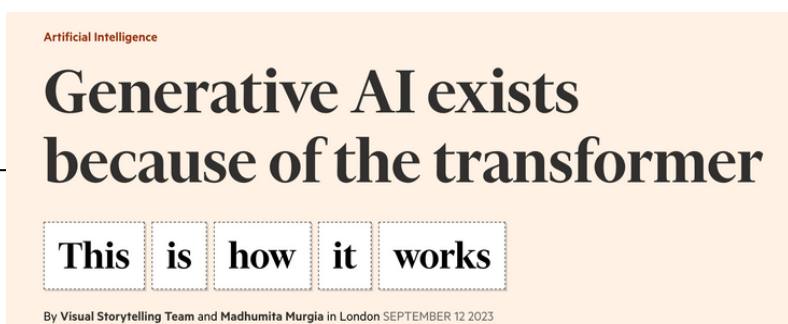 Artificial Intelligence
Generative AI exists
because of the transformer
This is how it works
By Visual Storytelling Team and Madhumita Murgia in London SEPTEMBER 12 2023